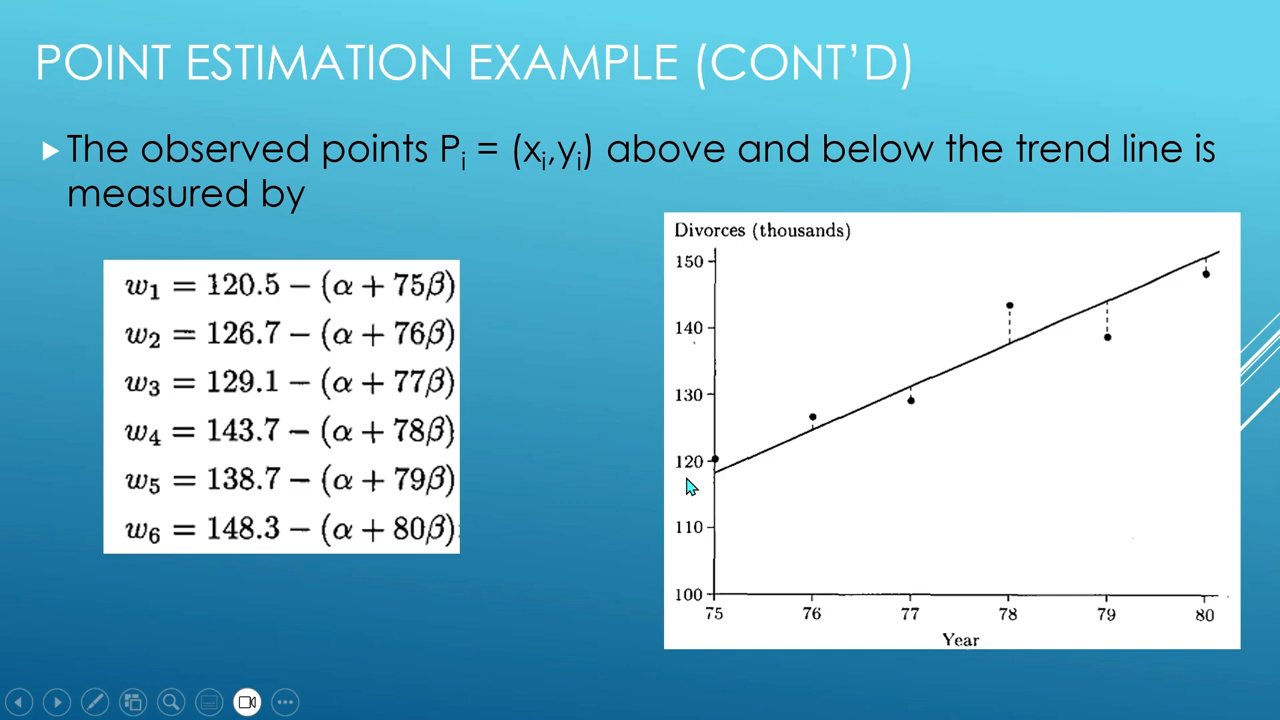 POINT ESTIMATION EXAMPLE (CONT’D)
The observed points Pᵢ = (xᵢ,yᵢ) above and below the trend line is
measured by
w₁ = 120.5 – (α + 75β)
w₂ = 126.7 – (α + 76β)
w₃ = 129.1 – (α + 77β)
w₄ = 143.7 – (α + 78β)
w₅ = 138.7 – (α + 79β)
w₆ = 148.3 – (α + 80β)
Divorces (thousands)
150
140
130
120
110
100
75 76 77 78 79 80
Year